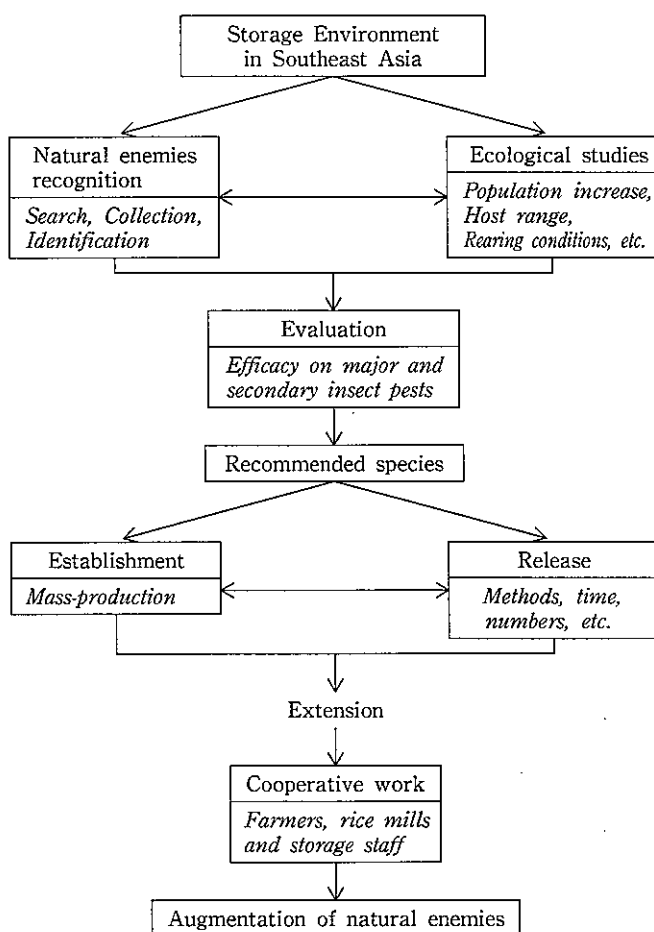 Storage Environment
in Southeast Asia
Natural enemies
recognition
Search, Collection,
Identification
Ecological studies
Population increase,
Host range,
Rearing conditions, etc.
Evaluation
Efficacy on major and
secondary insect pests
Recommended species
Establishment
Mass-production
Release
Methods, time,
numbers, etc.
Extension
Cooperative work
Farmers, rice mills
and storage staff
Augmentation of natural enemies